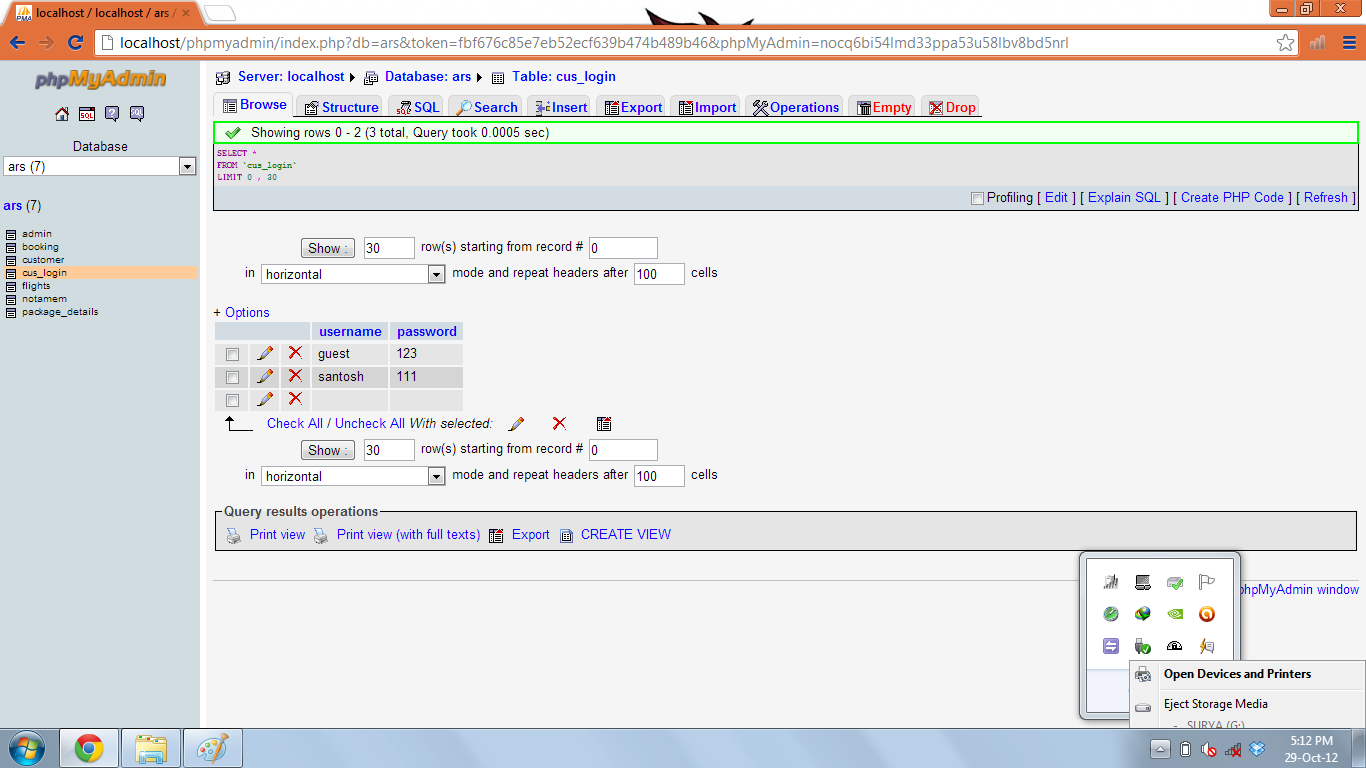 localhost / localhost / ars /
localhost/phpmyadmin/index.php?db=ars&token=fbf676c85e7eb52ecf639b474b489b46&phpMyAdmin=nocq6bi54lmd33ppa53u58lbv8bd5nrl
phpMyAdmin
Server: localhost Database: ars Table: cus_login
Browse Structure SQL Search Insert Export Import Operations Empty Drop
Database
ars (7)
ars (7)
admin
booking
customer
cus_login
flights
notamem
package_details
Showing rows 0 - 2 (3 total, Query took 0.0005 sec)
SELECT *
FROM `cus_login`
LIMIT 0 , 30
Profiling [ Edit ] [ Explain SQL ] [ Create PHP Code ] [ Refresh ]
Show : 30 row(s) starting from record # 0
in horizontal mode and repeat headers after 100 cells
+ Options
username password
guest 123
santosh 111
Check All / Uncheck All With selected:
Show : 30 row(s) starting from record # 0
in horizontal mode and repeat headers after 100 cells
Query results operations
Print view Print view (with full texts) Export CREATE VIEW
phpMyAdmin window
Open Devices and Printers
Eject Storage Media
- SURYA (G:)
5:12 PM
29-Oct-12